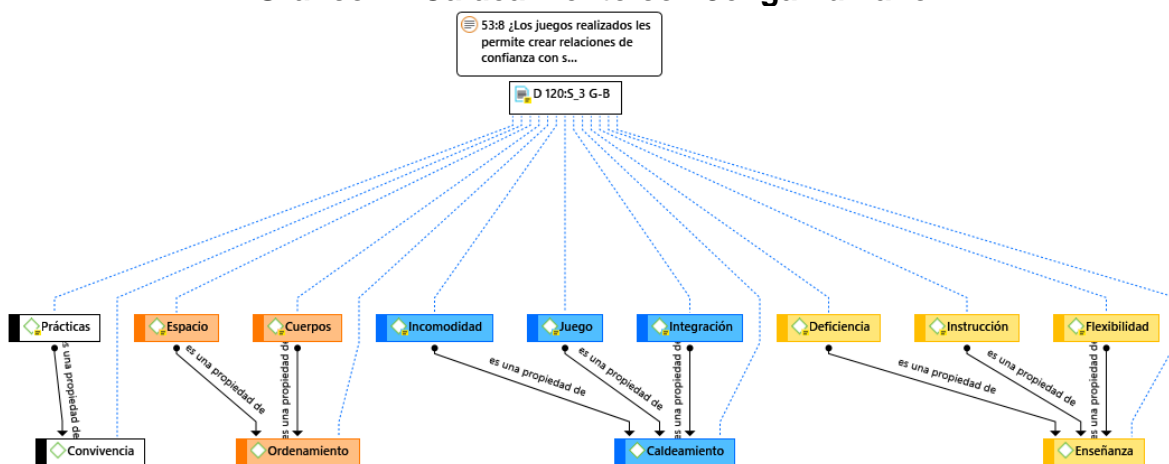 53:8 ¿Los juegos realizados les
permite crear relaciones de
confianza con s...
D 120:S_3 G-B
Prácticas
Espacio
Cuerpos
Incomodidad
Juego
Integración
Deficiencia
Instrucción
Flexibilidad
es una propiedad de
es una propiedad de
es una propiedad de
es una propiedad de
es una propiedad de
es una propiedad de
es una propiedad de
es una propiedad de
es una propiedad de
Convivencia
Ordenamiento
Caldeamiento
Enseñanza